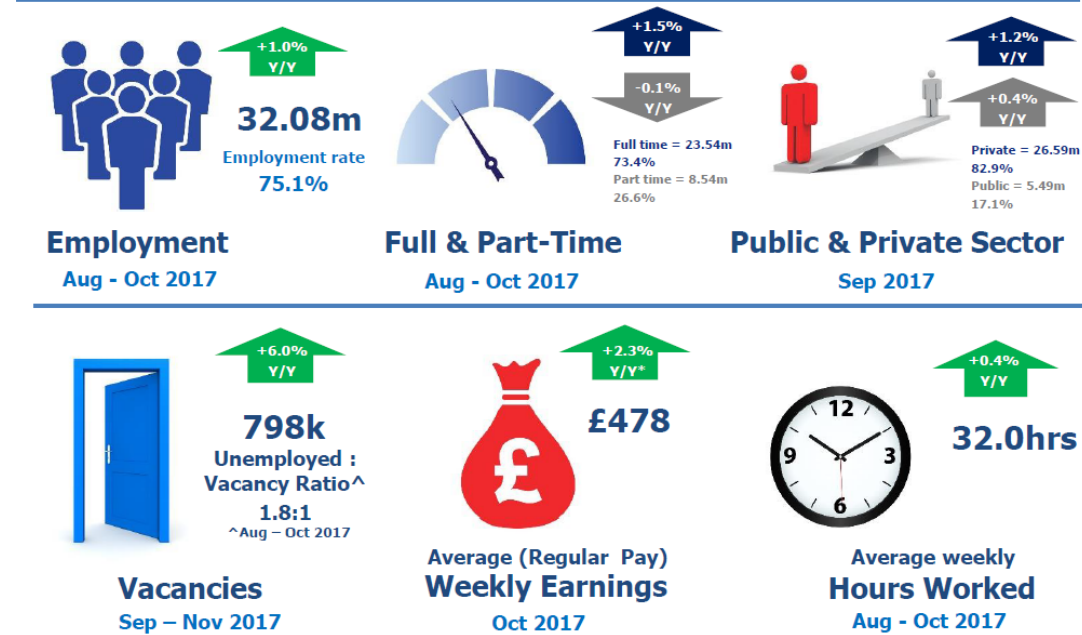 +1.0%
Y/Y
32.08m
Employment rate
75.1%
Employment
Aug - Oct 2017
+1.5%
Y/Y
-0.1%
Y/Y
Full time = 23.54m
73.4%
Part time = 8.54m
26.6%
Full & Part-Time
Aug - Oct 2017
+1.2%
Y/Y
+0.4%
Y/Y
Private = 26.59m
82.9%
Public = 5.49m
17.1%
Public & Private Sector
Sep 2017
+6.0%
Y/Y
798k
Unemployed :
Vacancy Ratio^
1.8:1
^Aug – Oct 2017
Vacancies
Sep – Nov 2017
+2.3%
Y/Y*
£478
£
Average (Regular Pay)
Weekly Earnings
Oct 2017
+0.4%
Y/Y
32.0hrs
12
9
3
6
Average weekly
Hours Worked
Aug - Oct 2017